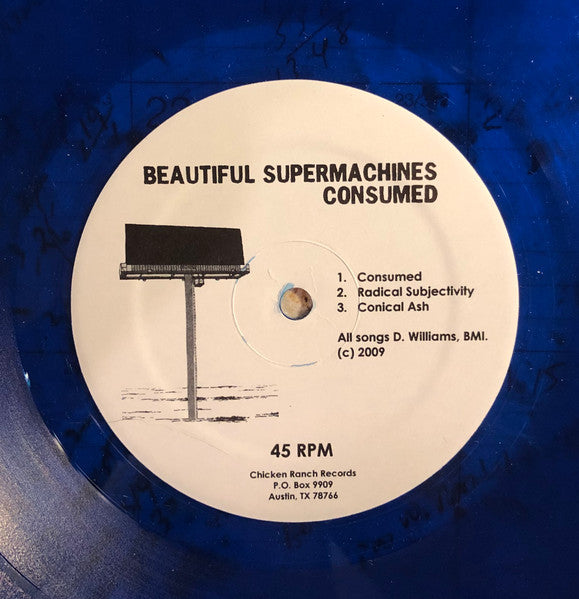 BEAUTIFUL SUPERMACHINES
CONSUMED
1. Consumed
2. Radical Subjectivity
3. Conical Ash
All songs D. Williams, BMI.
(c) 2009
45 RPM
Chicken Ranch Records
P.O. Box 9909
Austin, TX 78766